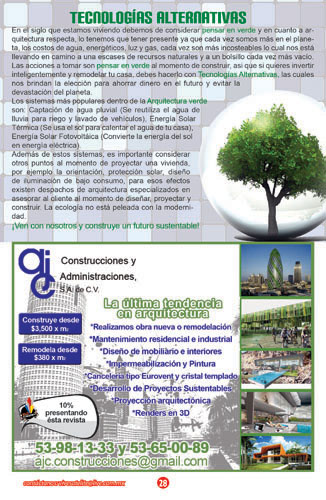 TECNOLOGÍAS ALTERNATIVAS
En el siglo que estamos viviendo debemos de considerar pensar en verde y en cuanto a ar-
quitectura respecta, lo tenemos que tener presente ya que cada vez somos más en el plane-
ta, los costos de agua, energéticos, luz y gas, cada vez son más incosteables lo cual nos está
llevando en camino a una escases de recursos naturales y a un bolsillo cada vez más vacío.
Las acciones a tomar son pensar en verde al momento de construir, asi que si quieres invertir
inteligentemente y remodelar tu casa, debes hacerlo con Tecnologías Alternativas, las cuales
nos brindan la elección para ahorrar dinero en el futuro y evitar la
devastación del planeta.
Los sistemas más populares dentro de la Arquitectura verde
son: Captación de agua pluvial (Se reutiliza el agua de
lluvia para riego y lavado de vehículos), Energía Solar
Térmica (Se usa el sol para calentar el agua de tu casa),
Energía Solar Fotovoltáica (Convierte la energía del sol
en energía eléctrica).
Además de estos sistemas, es importante considerar
otros puntos al momento de proyectar una vivienda,
por ejemplo la orientación, protección solar, diseño
de iluminación de bajo consumo, para esos efectos
existen despachos de arquitectura especializados en
asesorar al cliente al momento de diseñar, proyectar y
construir. La ecología no está peleada con la moderni-
dad.
¡Ven con nosotros y construye un futuro sustentable!
ajc
Construcciones y
Administraciones,
S.A. de C.V.
La última tendencia
en arquitectura
Construye desde
$3,500 x m2
Remodela desde
$380 x m2
10%
presentando
ésta revista
*Realizamos obra nueva o remodelación
*Mantenimiento residencial e industrial
*Diseño de mobiliario e interiores
*Impermeabilización y Pintura
*Cancelería tipo Eurovent y cristal templado
*Desarrollo de Proyectos Sustentables
*Proyección arquitectónica
*Renders en 3D
53-98-13-33 y 53-65-00-89
ajc.construcciones@gmail.com
28